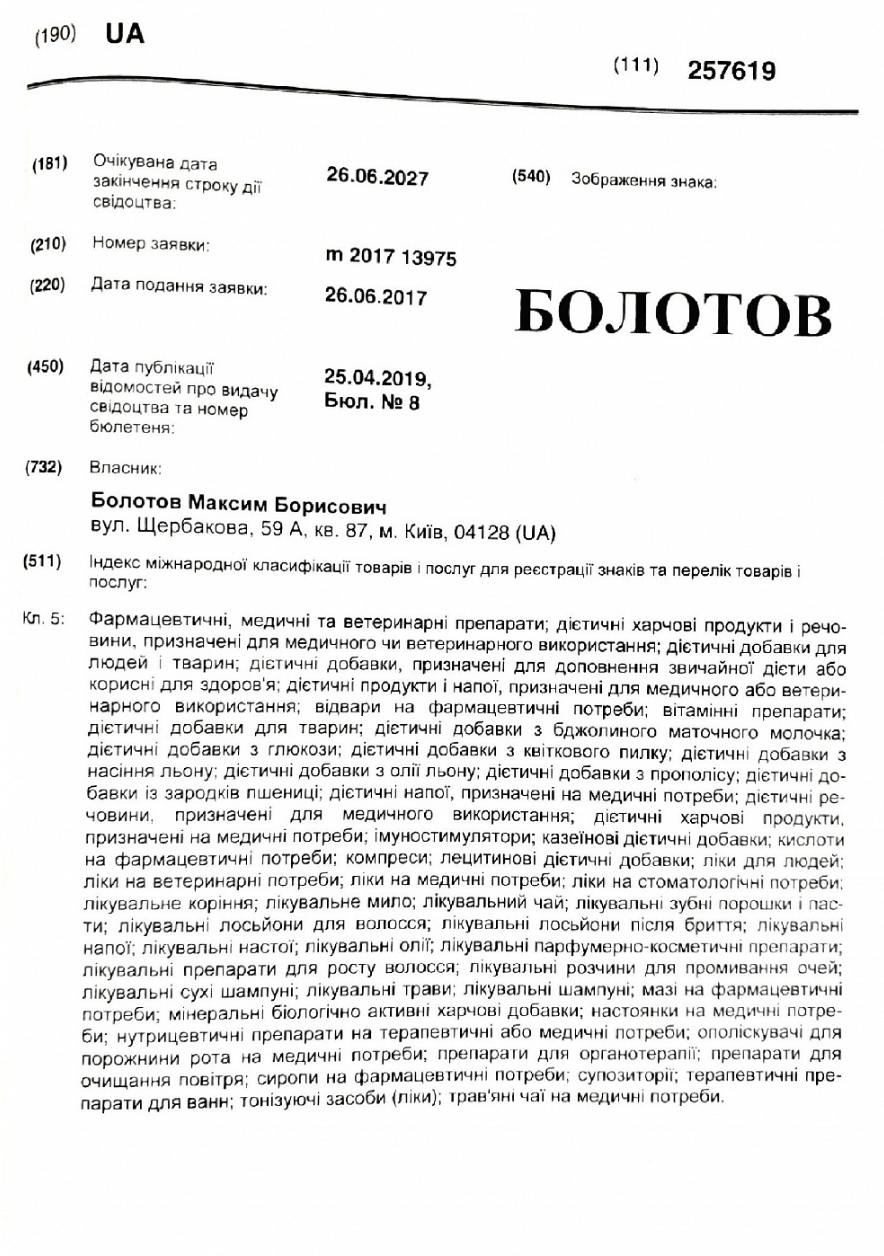 (190) UA
(111) 257619
(181) Очікувана дата закінчення строку дії свідоцтва: 26.06.2027
(540) Зображення знака:
(210) Номер заявки: m 2017 13975
(220) Дата подання заявки: 26.06.2017
БОЛОТОВ
(450) Дата публікації відомостей про видачу свідоцтва та номер бюлетеня: 25.04.2019, Бюл. № 8
(732) Власник:
Болотов Максим Борисович
вул. Щербакова, 59 А, кв. 87, м. Київ, 04128 (UA)
(511) Індекс міжнародної класифікації товарів і послуг для реєстрації знаків та перелік товарів і
послуг:
Кл. 5: Фармацевтичні, медичні та ветеринарні препарати; дієтичні харчові продукти і речо-
вини, призначені для медичного чи ветеринарного використання; дієтичні добавки для
людей і тварин; дієтичні добавки, призначені для доповнення звичайної дієти або
корисні для здоров'я; дієтичні продукти і напої, призначені для медичного або ветери-
нарного використання; відвари на фармацевтичні потреби; вітамінні препарати;
дієтичні добавки для тварин; дієтичні добавки з бджолиного маточного молочка;
дієтичні добавки з глюкози; дієтичні добавки з квіткового пилку; дієтичні добавки з
насіння льону; дієтичні добавки з олії льону; дієтичні добавки з прополісу; дієтичні до-
бавки із зародків пшениці; дієтичні напої, призначені на медичні потреби; дієтичні ре-
човини, призначені для медичного використання; дієтичні харчові продукти,
призначені на медичні потреби; імуностимулятори; казеїнові дієтичні добавки; кислоти
на фармацевтичні потреби; компреси; лецитинові дієтичні добавки; ліки для людей;
ліки на ветеринарні потреби; ліки на медичні потреби; ліки на стоматологічні потреби;
лікувальне коріння; лікувальне мило; лікувальний чай; лікувальні зубні порошки і пас-
ти; лікувальні лосьйони для волосся; лікувальні лосьйони після бриття; лікувальні
напої; лікувальні настої; лікувальні олії; лікувальні парфумерно-косметичні препарати;
лікувальні препарати для росту волосся; лікувальні розчини для промивання очей;
лікувальні сухі шампуні; лікувальні трави; лікувальні шампуні; мазі на фармацевтичні
потреби; мінеральні біологічно активні харчові добавки; настоянки на медичні потре-
би; нутрицевтичні препарати на терапевтичні або медичні потреби; ополіскувачі для
порожнини рота на медичні потреби; препарати для органотерапії; препарати для
очищання повітря; сиропи на фармацевтичні потреби; супозиторії; терапевтичні пре-
парати для ванн; тонізуючі засоби (ліки); трав'яні чаї на медичні потреби.